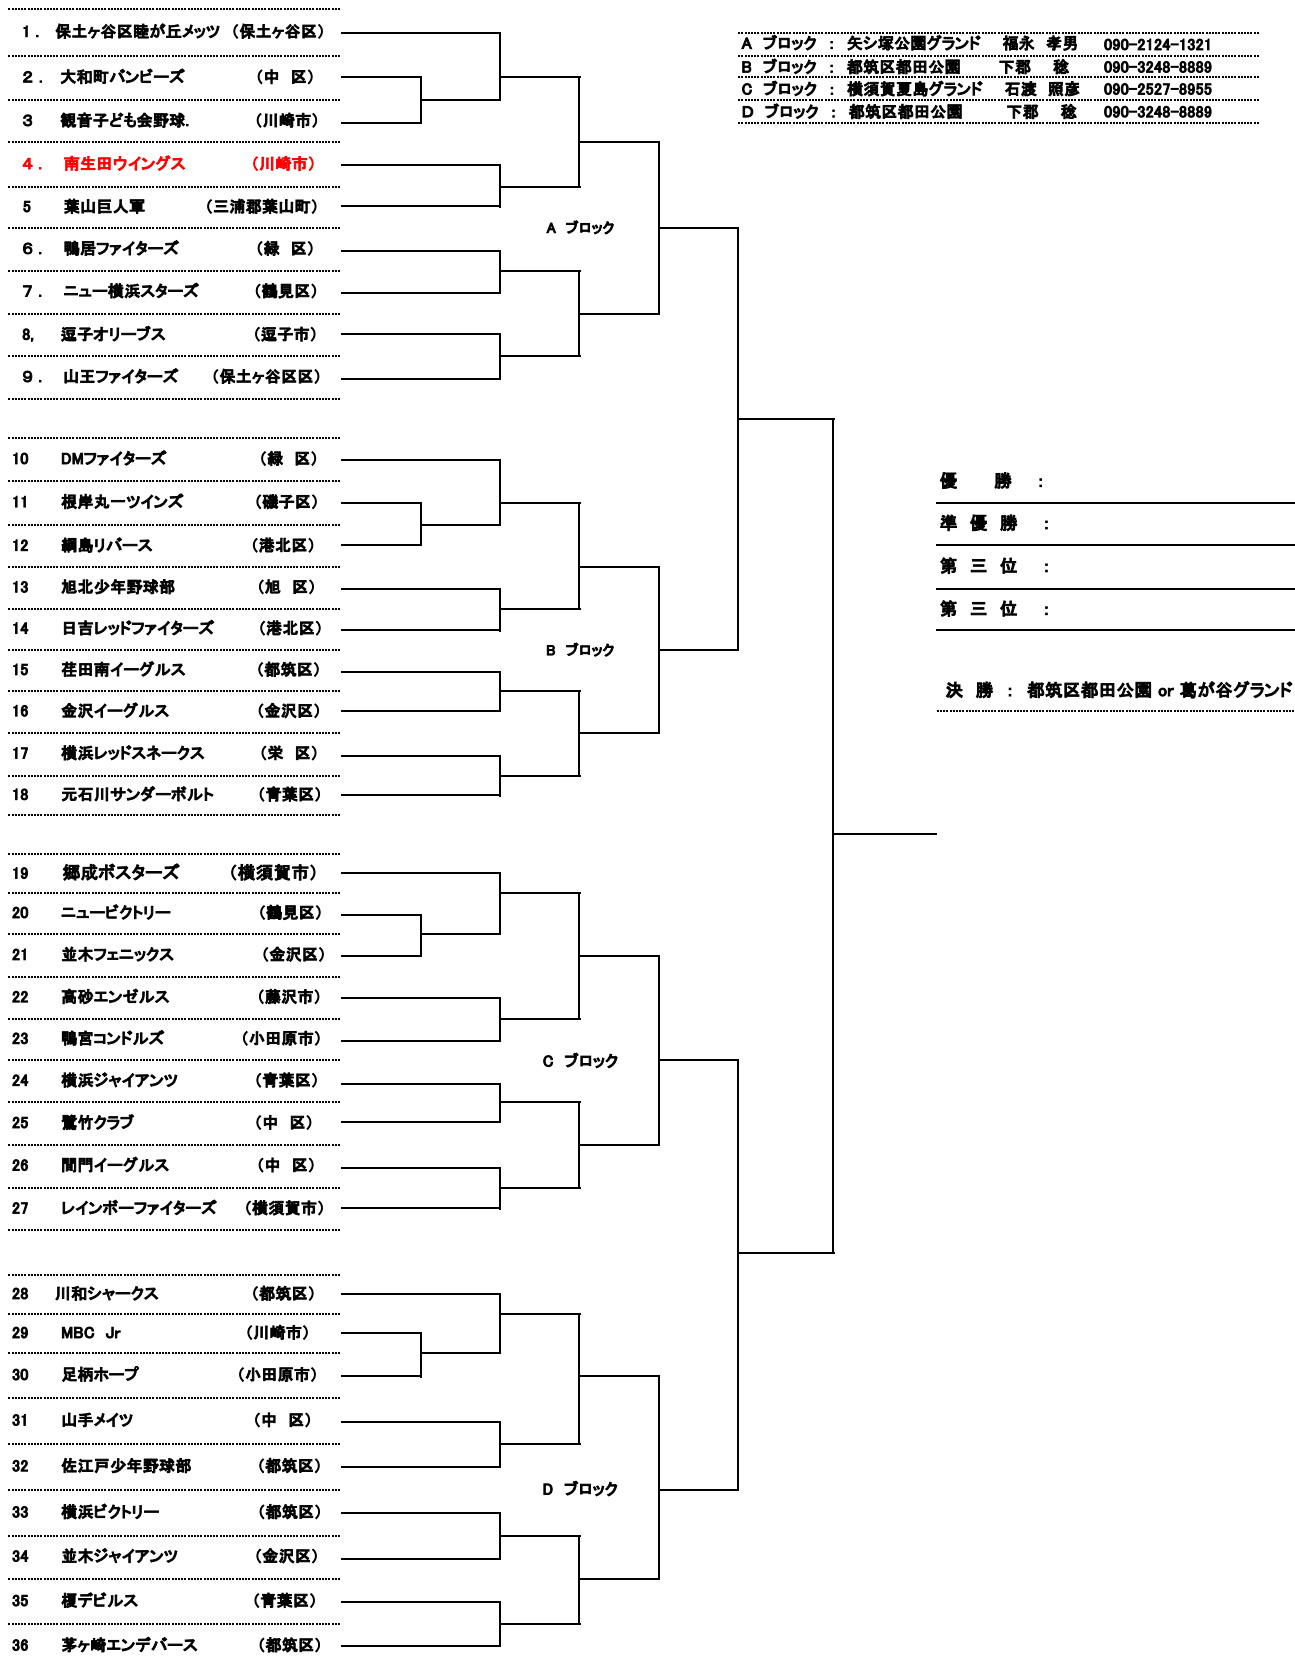 1． 保土ヶ谷区睦が丘メッツ （保土ヶ谷区）
2． 大和町バンビーズ （中 区）
3 観音子ども会野球. （川崎市）
4． 南生田ウイングス （川崎市）
5 葉山巨人軍 （三浦郡葉山町）
6． 鴨居ファイターズ （緑 区）
7． ニュー横浜スターズ （鶴見区）
8, 逗子オリーブス （逗子市）
9． 山王ファイターズ （保土ヶ谷区区）
A ブロック
A ブロック ： 矢シ塚公園グランド 福永 孝男 090-2124-1321
B ブロック ： 都筑区都田公園 下郡 稔 090-3248-8889
C ブロック ： 横須賀夏島グランド 石渡 照彦 090-2527-8955
D ブロック ： 都筑区都田公園 下郡 稔 090-3248-8889
10 DMファイターズ （緑 区）
11 根岸丸一ツインズ （磯子区）
12 綱島リバース （港北区）
13 旭北少年野球部 （旭 区）
14 日吉レッドファイターズ （港北区）
15 荏田南イーグルス （都筑区）
16 金沢イーグルス （金沢区）
17 横浜レッドスネークス （栄 区）
18 元石川サンダーボルト （青葉区）
B ブロック
優 勝 ：
準 優 勝 ：
第 三 位 ：
第 三 位 ：
決 勝 ： 都筑区都田公園 or 葛が谷グランド
19 郷成ボスターズ （横須賀市）
20 ニュービクトリー （鶴見区）
21 並木フェニックス （金沢区）
22 高砂エンゼルス （藤沢市）
23 鴨宮コンドルズ （小田原市）
24 横浜ジャイアンツ （青葉区）
25 鷺竹クラブ （中 区）
26 間門イーグルス （中 区）
27 レインボーファイターズ （横須賀市）
C ブロック
28 川和シャークス （都筑区）
29 MBC Jr （川崎市）
30 足柄ホープ （小田原市）
31 山手メイツ （中 区）
32 佐江戸少年野球部 （都筑区）
33 横浜ビクトリー （都筑区）
34 並木ジャイアンツ （金沢区）
35 榎デビルス （青葉区）
36 茅ヶ崎エンデバース （都筑区）
D ブロック